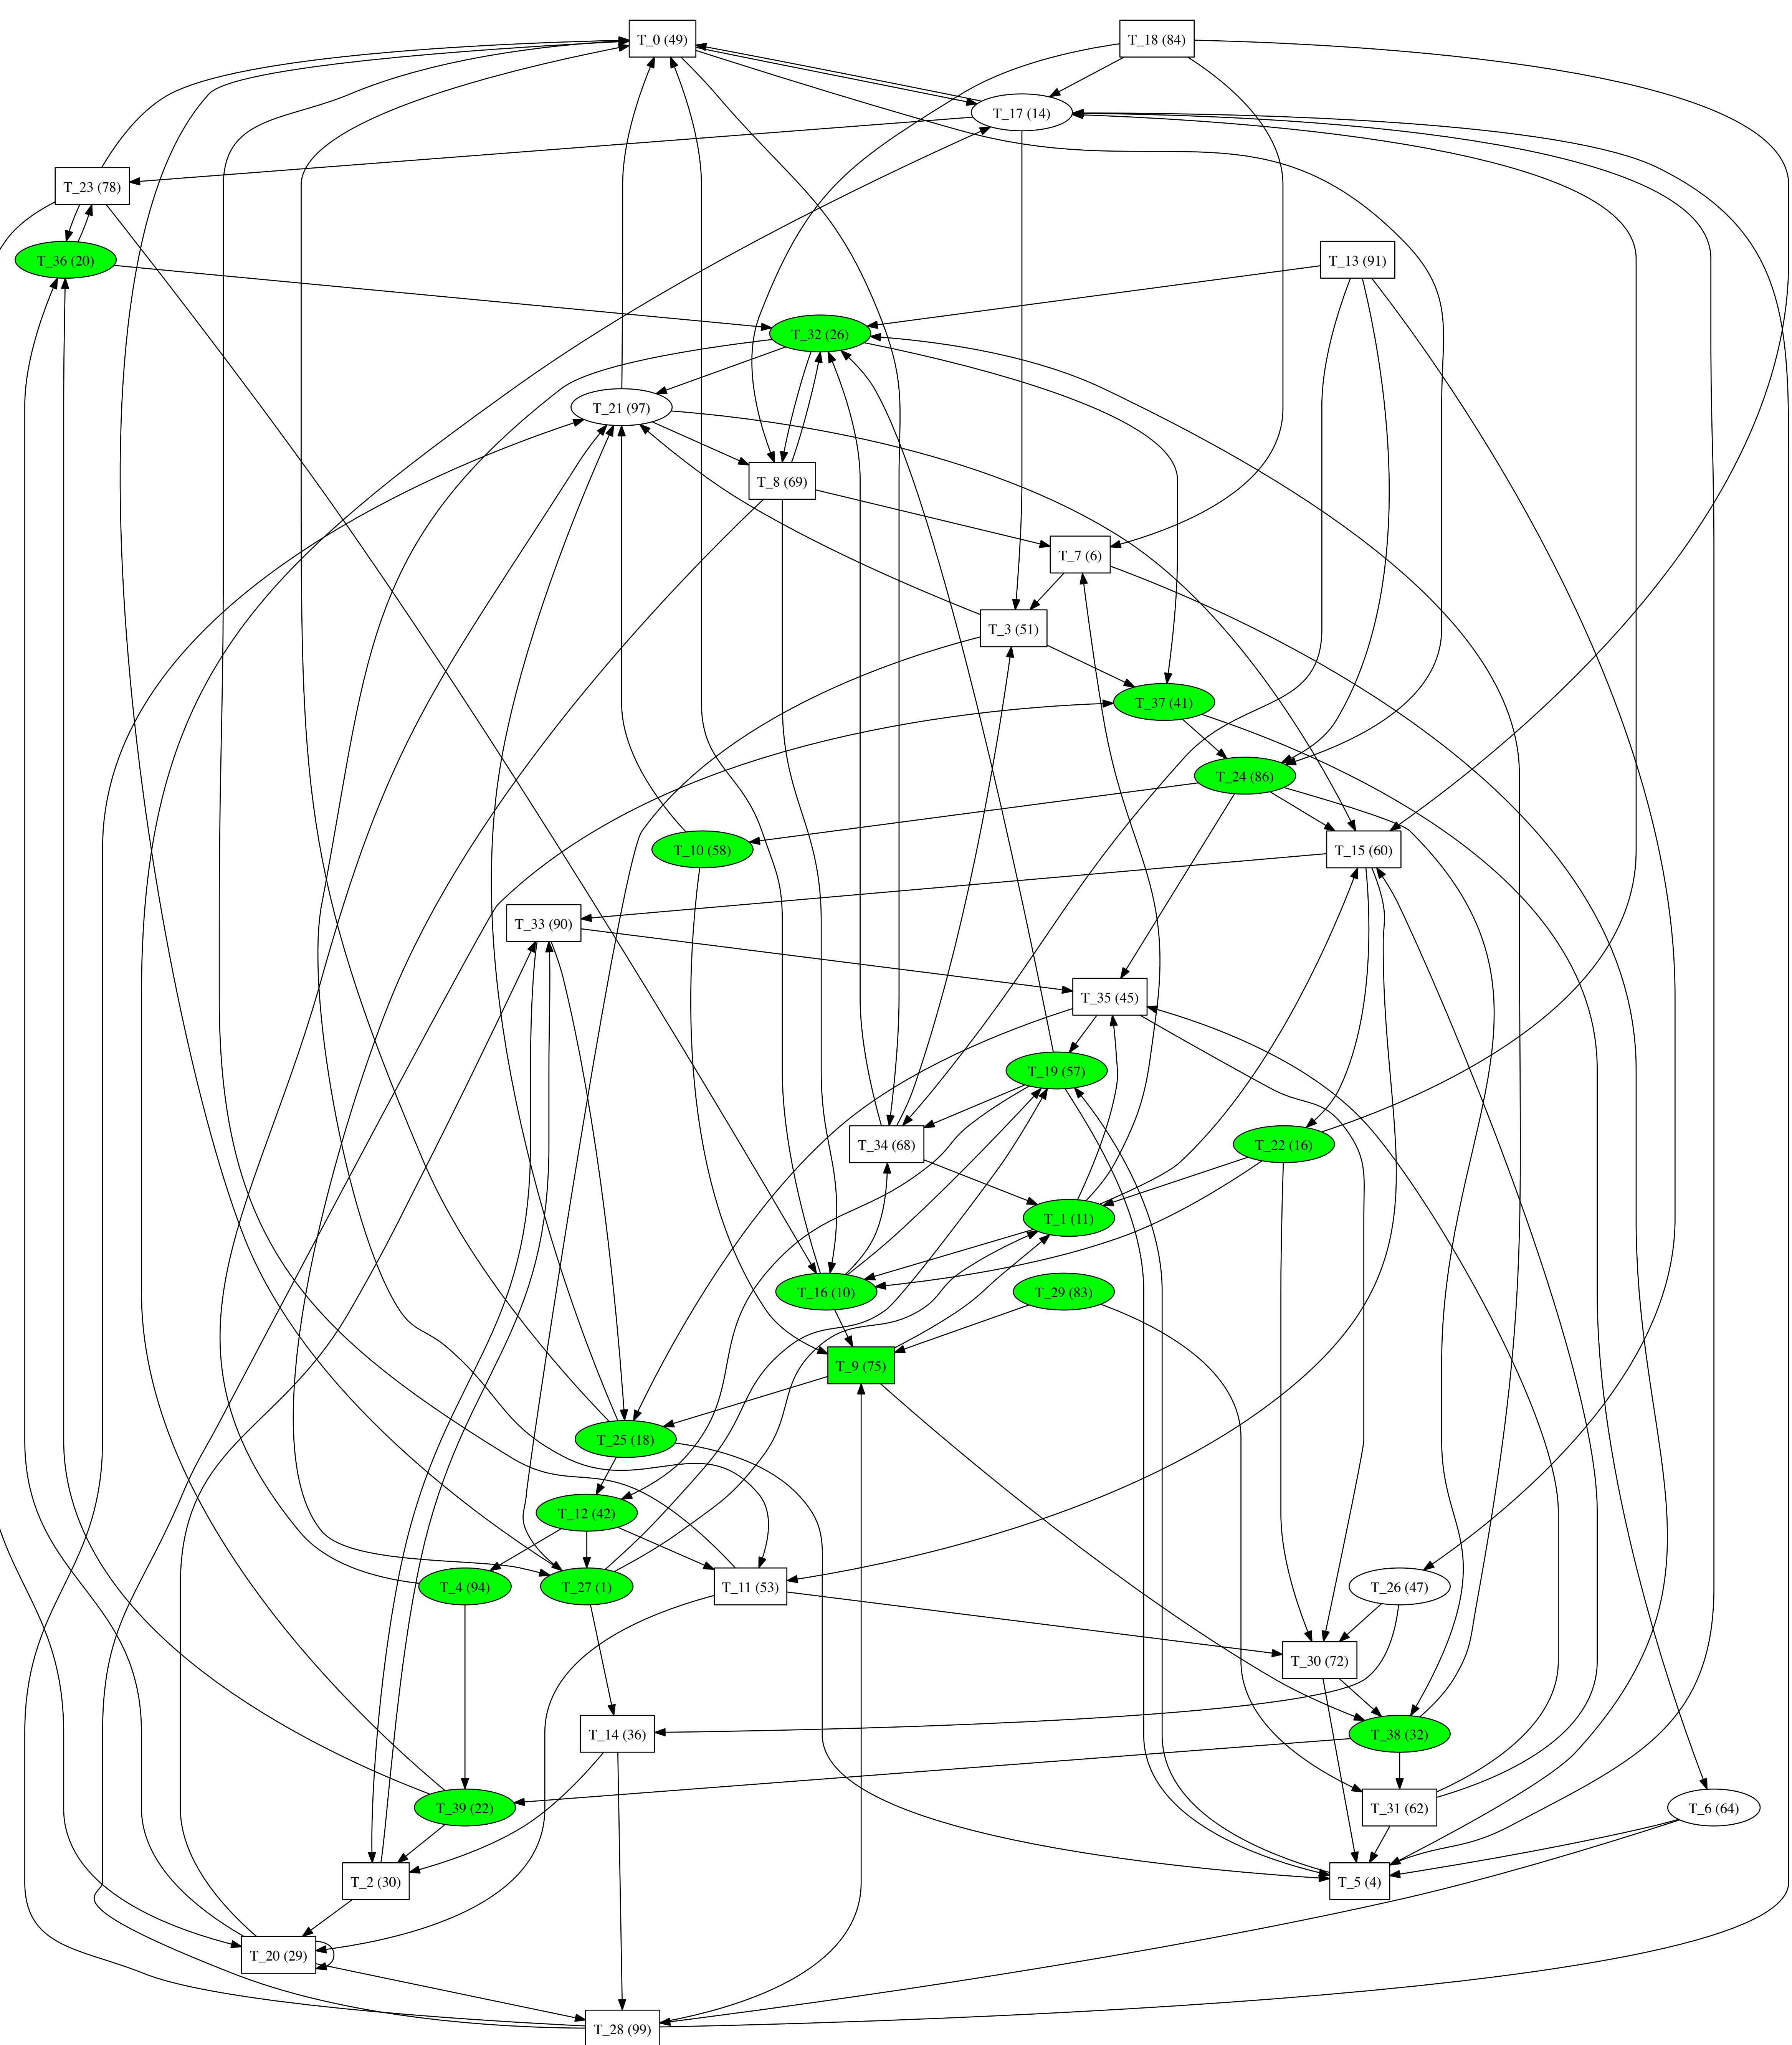 T_0 (49)
T_18 (84)
T_17 (14)
T_23 (78)
T_36 (20)
T_13 (91)
T_32 (26)
T_21 (97)
T_8 (69)
T_7 (6)
T_3 (51)
T_37 (41)
T_24 (86)
T_10 (58)
T_15 (60)
T_33 (90)
T_35 (45)
T_19 (57)
T_34 (68)
T_22 (16)
T_1 (11)
T_16 (10)
T_29 (83)
T_9 (75)
T_25 (18)
T_12 (42)
T_4 (94)
T_27 (1)
T_11 (53)
T_26 (47)
T_30 (72)
T_14 (36)
T_38 (32)
T_39 (22)
T_31 (62)
T_6 (64)
T_2 (30)
T_5 (4)
T_20 (29)
T_28 (99)